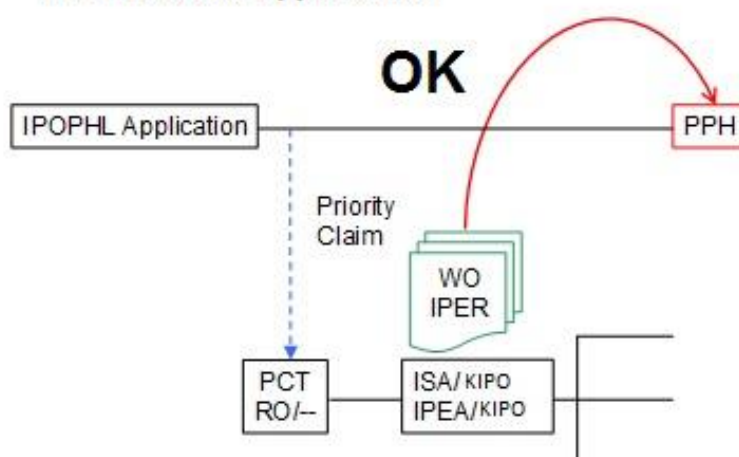 OK
IPOPHL Application
PPH
Priority
Claim
WO
IPER
PCT
RO/--
ISA/KIPO
IPEA/KIPO